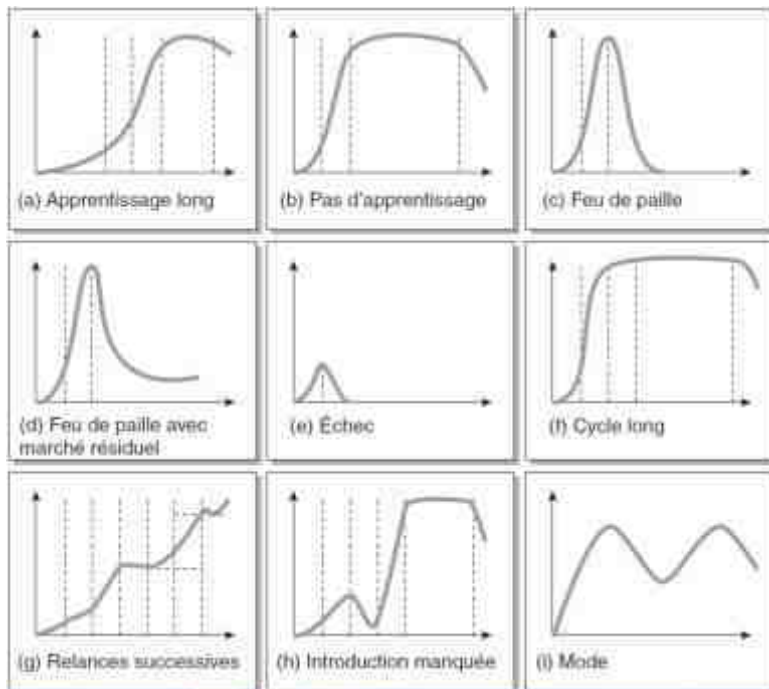 (a) Apprentissage long
(b) Pas d'apprentissage
(c) Feu de paille
(d) Feu de paille avec
marché résiduel
(e) Échec
(f) Cycle long
(g) Relances successives
(h) Introduction manquée
(i) Mode